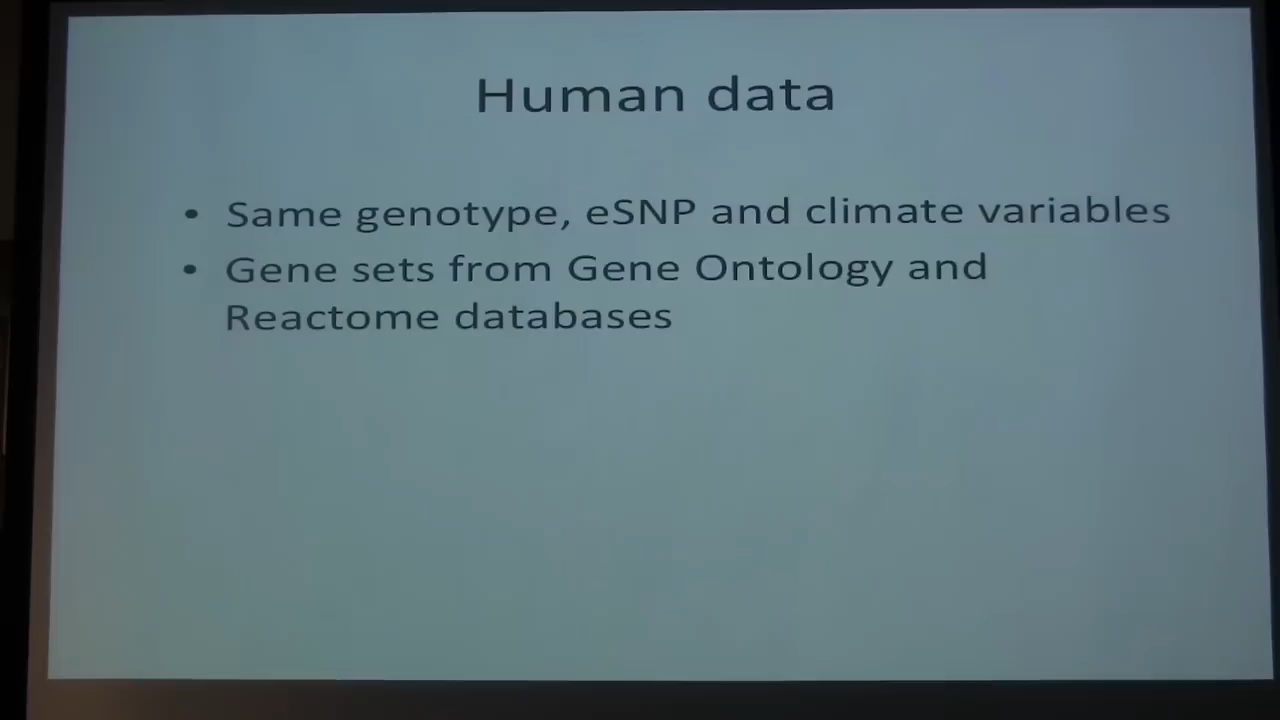 Human data
• Same genotype, eSNP and climate variables
• Gene sets from Gene Ontology and
Reactome databases